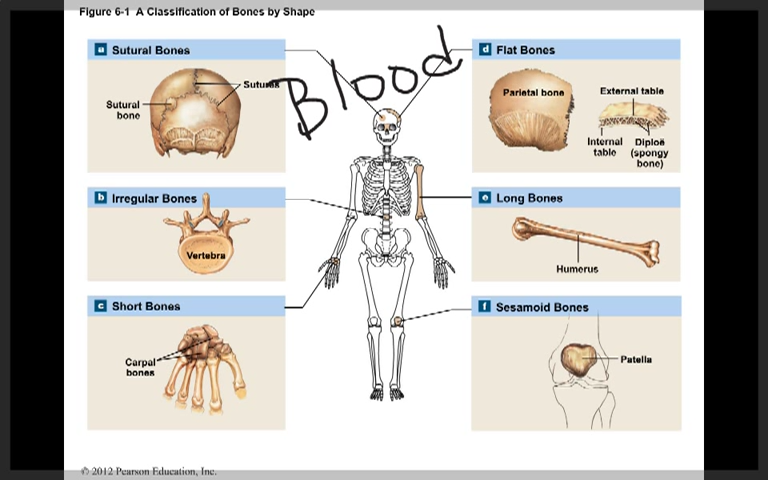 Figure 6-1 A Classification of Bones by Shape
a Sutural Bones
Sutures
Sutural
bone
Blood
d Flat Bones
Parietal bone
External table
Internal
table
Diploë
(spongy
bone)
b Irregular Bones
Vertebra
e Long Bones
Humerus
c Short Bones
Carpal
bones
f Sesamoid Bones
Patella
© 2012 Pearson Education, Inc.